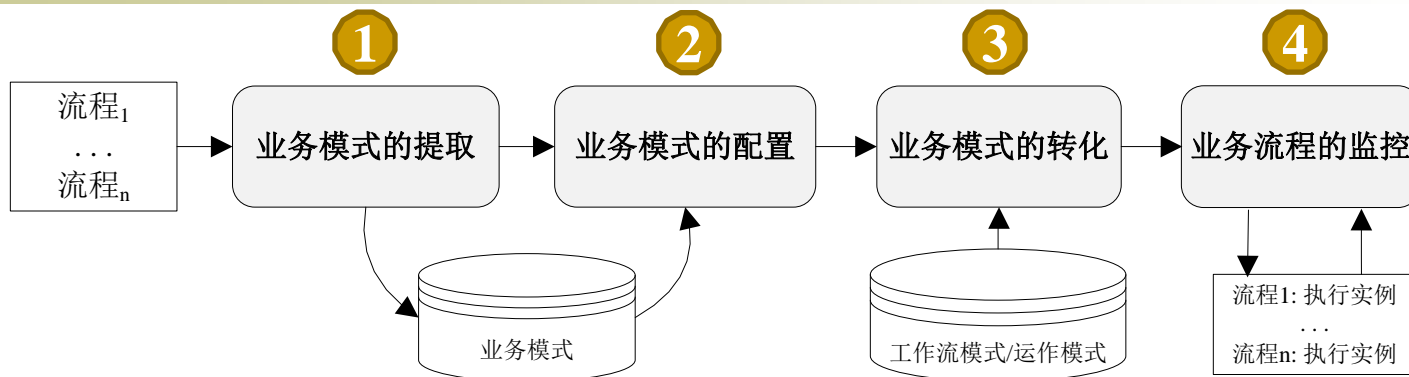 1
2
3
4
流程1
...
流程n
业务模式的提取
业务模式的配置
业务模式的转化
业务流程的监控
业务模式
工作流模式/运作模式
流程1: 执行实例
...
流程n: 执行实例